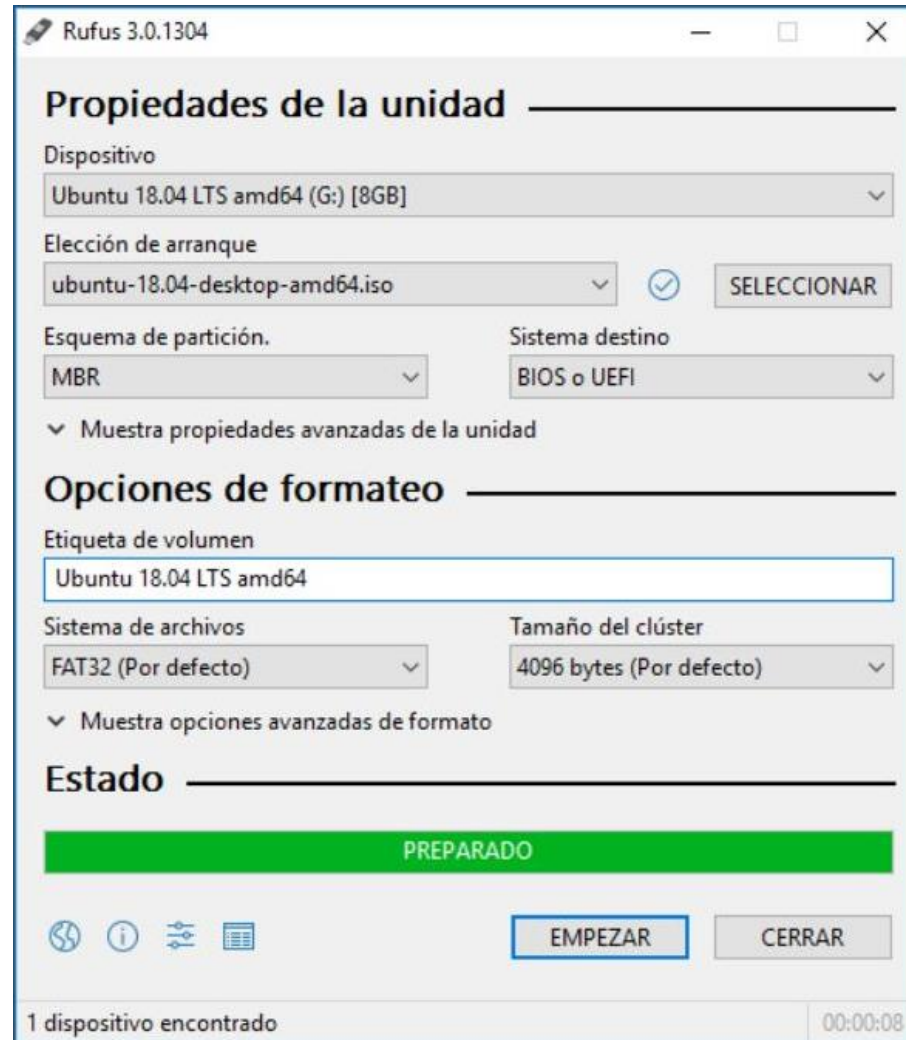 Rufus 3.0.1304
Propiedades de la unidad
Dispositivo
Ubuntu 18.04 LTS amd64 (G:) [8GB]
Elección de arranque
ubuntu-18.04-desktop-amd64.iso
SELECCIONAR
Esquema de partición. Sistema destino
MBR BIOS o UEFI
Muestra propiedades avanzadas de la unidad
Opciones de formateo
Etiqueta de volumen
Ubuntu 18.04 LTS amd64
Sistema de archivos Tamaño del clúster
FAT32 (Por defecto) 4096 bytes (Por defecto)
Muestra opciones avanzadas de formato
Estado
PREPARADO
EMPEZAR CERRAR
1 dispositivo encontrado 00:00:08